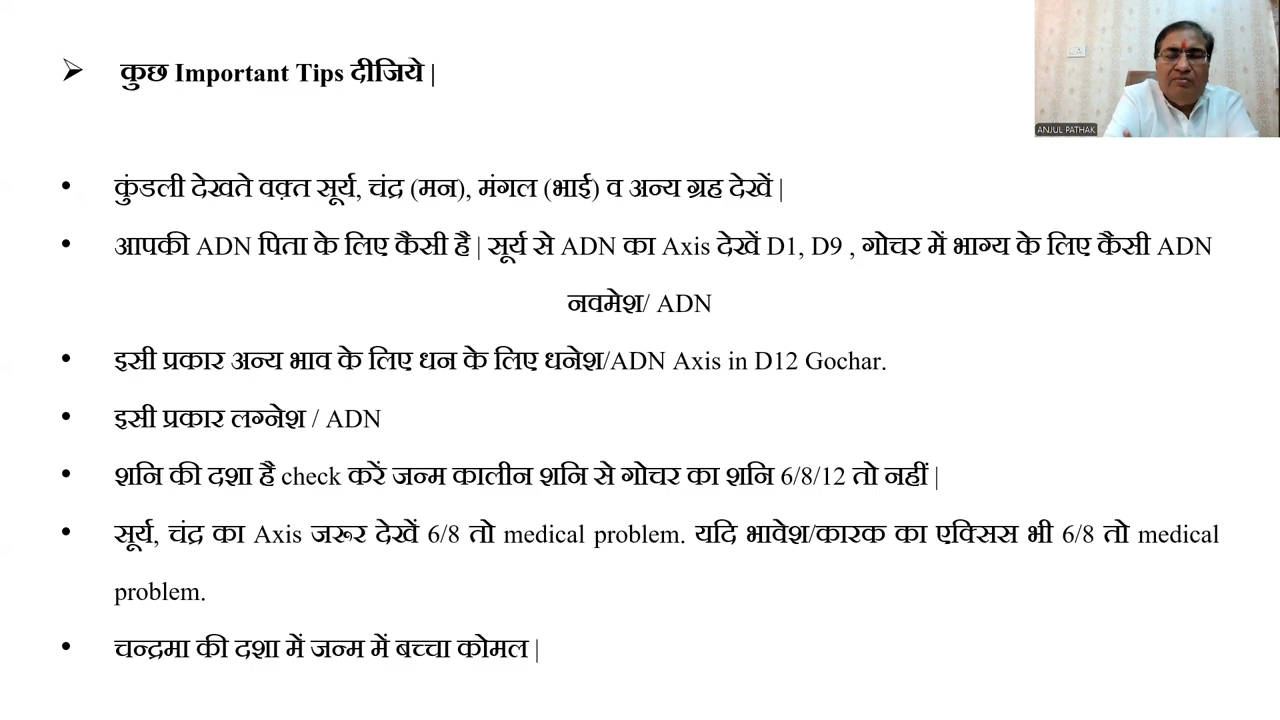 ➢ कुछ Important Tips दीजिये |
ANJUL PATHAK
• कुंडली देखते वक़्त सूर्य, चंद्र (मन), मंगल (भाई) व अन्य ग्रह देखें |
• आपकी ADN पिता के लिए कैसी है | सूर्य से ADN का Axis देखें D1, D9 , गोचर में भाग्य के लिए कैसी ADN
नवमेश/ ADN
• इसी प्रकार अन्य भाव के लिए धन के लिए धनेश/ADN Axis in D12 Gochar.
• इसी प्रकार लग्नेश / ADN
• शनि की दशा है check करें जन्म कालीन शनि से गोचर का शनि 6/8/12 तो नहीं |
• सूर्य, चंद्र का Axis जरूर देखें 6/8 तो medical problem. यदि भावेश/कारक का एक्सिस भी 6/8 तो medical
problem.
• चन्द्रमा की दशा में जन्म में बच्चा कोमल |